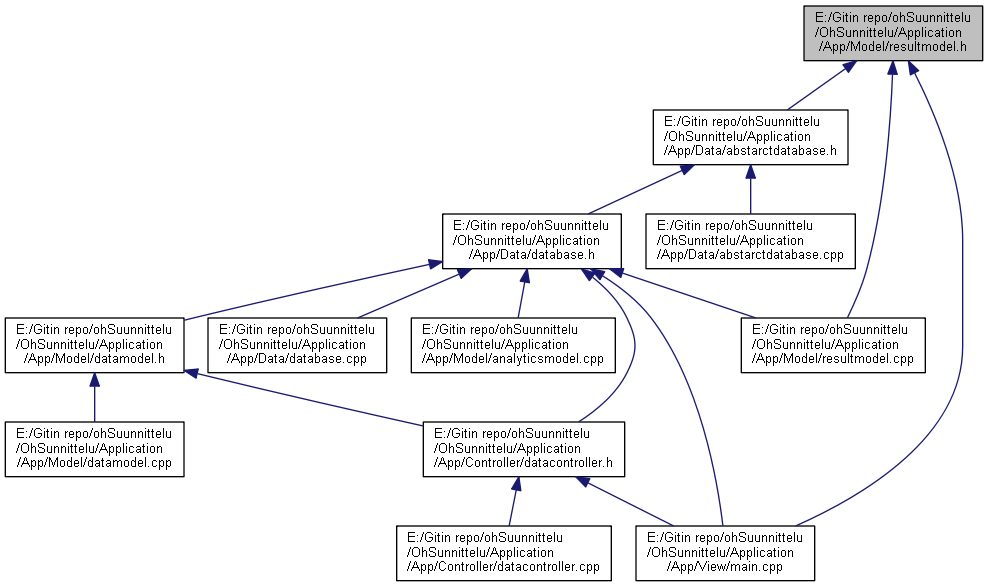 E:/Gitin repo/ohSuunnittelu
/OhSunnittelu/Application
/App/Model/resultmodel.h
E:/Gitin repo/ohSuunnittelu
/OhSunnittelu/Application
/App/Data/abstarctdatabase.h
E:/Gitin repo/ohSuunnittelu
/OhSunnittelu/Application
/App/Data/database.h
E:/Gitin repo/ohSuunnittelu
/OhSunnittelu/Application
/App/Data/abstarctdatabase.cpp
E:/Gitin repo/ohSuunnittelu
/OhSunnittelu/Application
/App/Model/datamodel.h
E:/Gitin repo/ohSuunnittelu
/OhSunnittelu/Application
/App/Data/database.cpp
E:/Gitin repo/ohSuunnittelu
/OhSunnittelu/Application
/App/Model/analyticsmodel.cpp
E:/Gitin repo/ohSuunnittelu
/OhSunnittelu/Application
/App/Model/resultmodel.cpp
E:/Gitin repo/ohSuunnittelu
/OhSunnittelu/Application
/App/Model/datamodel.cpp
E:/Gitin repo/ohSuunnittelu
/OhSunnittelu/Application
/App/Controller/datacontroller.h
E:/Gitin repo/ohSuunnittelu
/OhSunnittelu/Application
/App/Controller/datacontroller.cpp
E:/Gitin repo/ohSuunnittelu
/OhSunnittelu/Application
/App/View/main.cpp